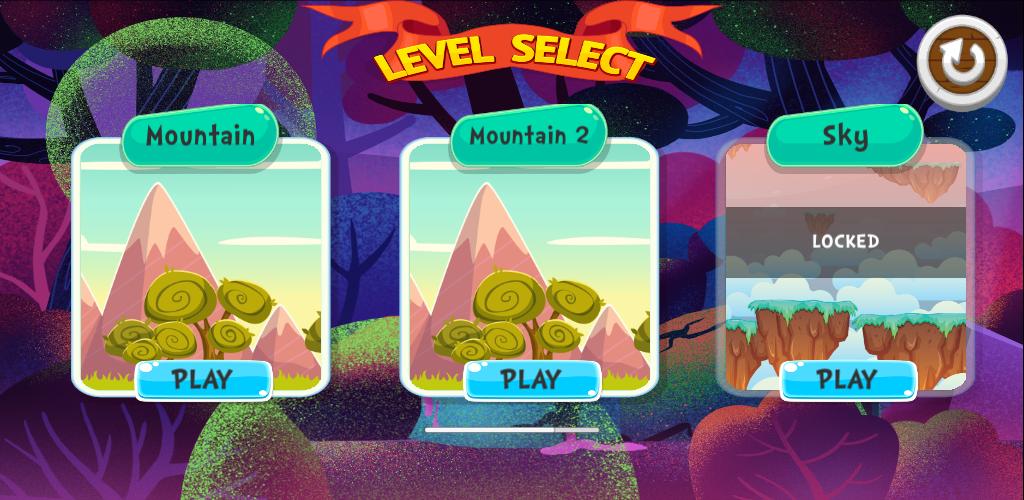 LEVEL SELECT
Mountain
Mountain 2
Sky
LOCKED
PLAY
PLAY
PLAY